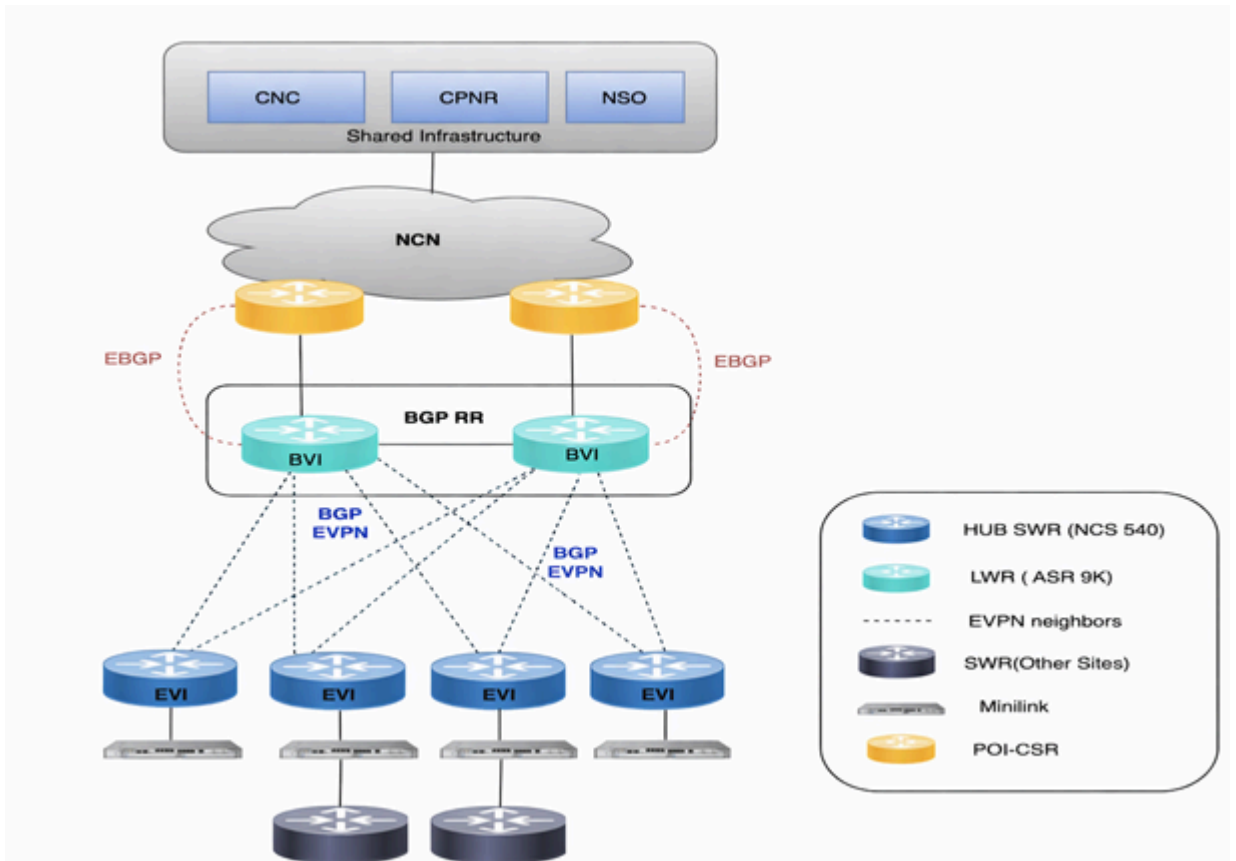 CNC
CPNR
NSO
Shared Infrastructure
NCN
EBGP
EBGP
BGP RR
BVI
BVI
BGP
EVPN
BGP
EVPN
EVI
EVI
EVI
EVI
HUB SWR (NCS 540)
LWR ( ASR 9K)
EVPN neighbors
SWR(Other Sites)
Minilink
POI-CSR